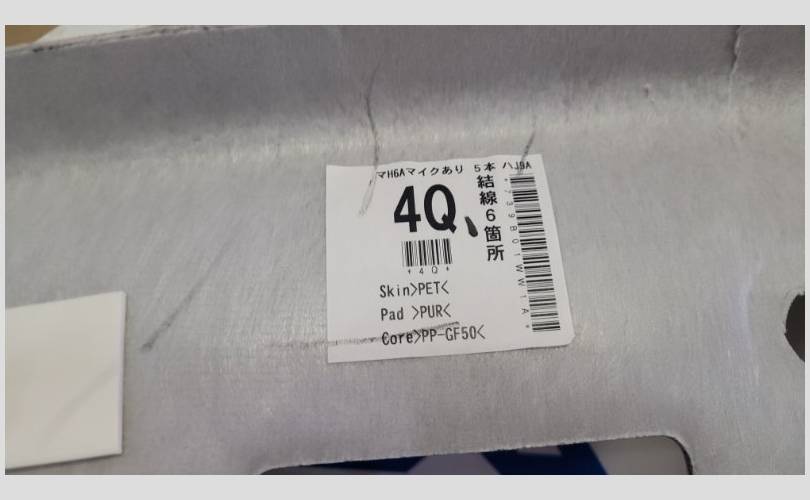 マH6Aマイクあり 5本 ハJ9A
4Q
結線6箇所
*4Q*
Skin>PET<
Pad >PUR<
Core>PP-GF50<